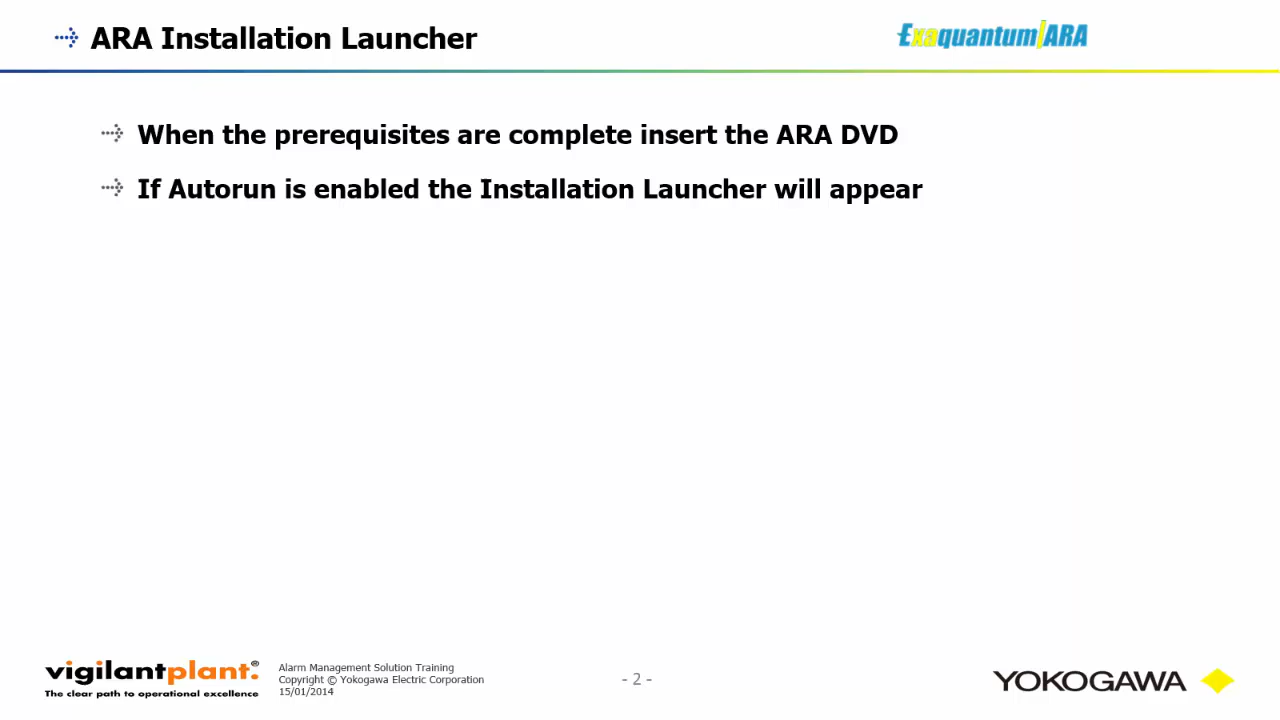 ARA Installation Launcher
Exaquantum/ARA
When the prerequisites are complete insert the ARA DVD
If Autorun is enabled the Installation Launcher will appear
vigilantplant.®
The clear path to operational excellence
Alarm Management Solution Training
Copyright © Yokogawa Electric Corporation
15/01/2014
- 2 -
YOKOGAWA